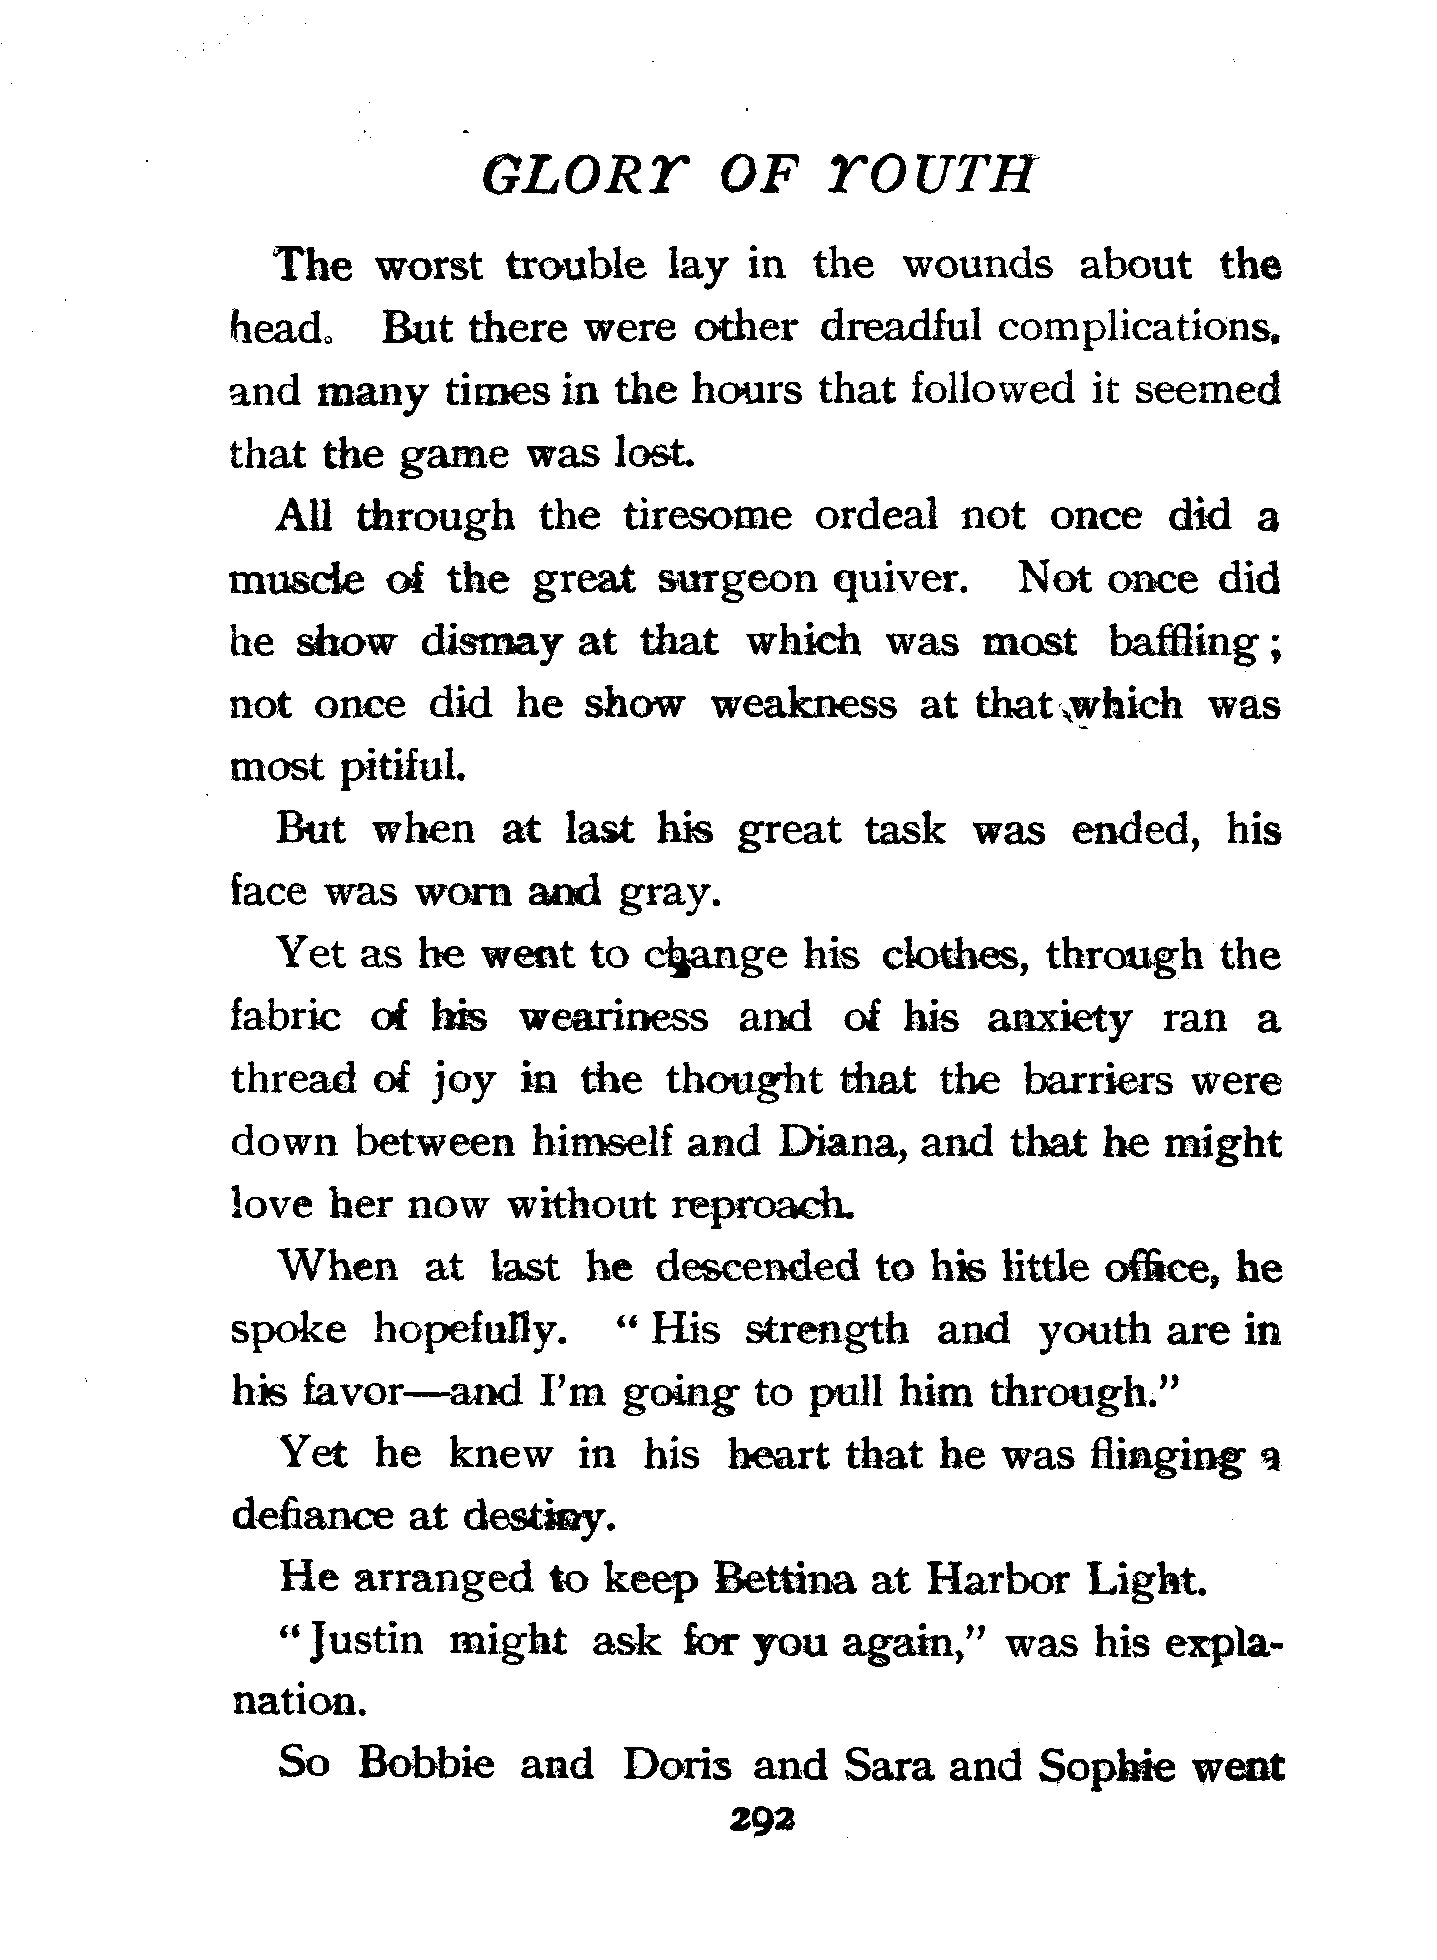 GLORY OF YOUTH
The worst trouble lay in the wounds about the
head. But there were other dreadful complications,
and many times in the hours that followed it seemed
that the game was lost.
All through the tiresome ordeal not once did a
muscle of the great surgeon quiver. Not once did
he show dismay at that which was most baffling;
not once did he show weakness at that which was
most pitiful.
But when at last his great task was ended, his
face was worn and gray.
Yet as he went to change his clothes, through the
fabric of his weariness and of his anxiety ran a
thread of joy in the thought that the barriers were
down between himself and Diana, and that he might
love her now without reproach.
When at last he descended to his little office, he
spoke hopefully. "His strength and youth are in
his favor—and I'm going to pull him through."
Yet he knew in his heart that he was flinging a
defiance at destiny.
He arranged to keep Bettina at Harbor Light.
"Justin might ask for you again," was his expla-
nation.
So Bobbie and Doris and Sara and Sophie went
292